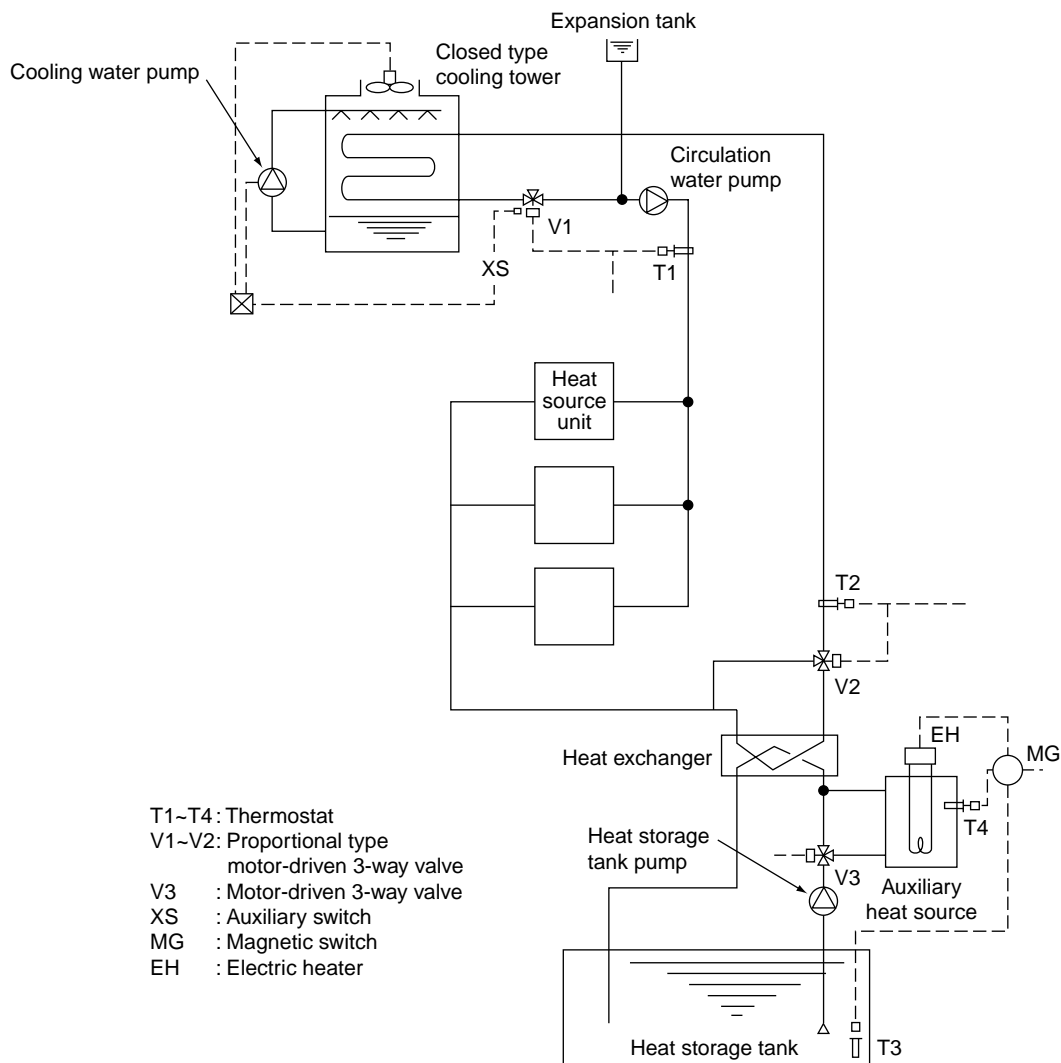 Expansion tank
Closed type
cooling tower
Cooling water pump
Circulation
water pump
V1
T1
XS
Heat
source
unit
T2
V2
EH
MG
Heat exchanger
T4
T1~T4 : Thermostat
V1~V2 : Proportional type
motor-driven 3-way valve
V3 : Motor-driven 3-way valve
XS : Auxiliary switch
MG : Magnetic switch
EH : Electric heater
Heat storage
tank pump
V3
Auxiliary
heat source
Heat storage tank
T3